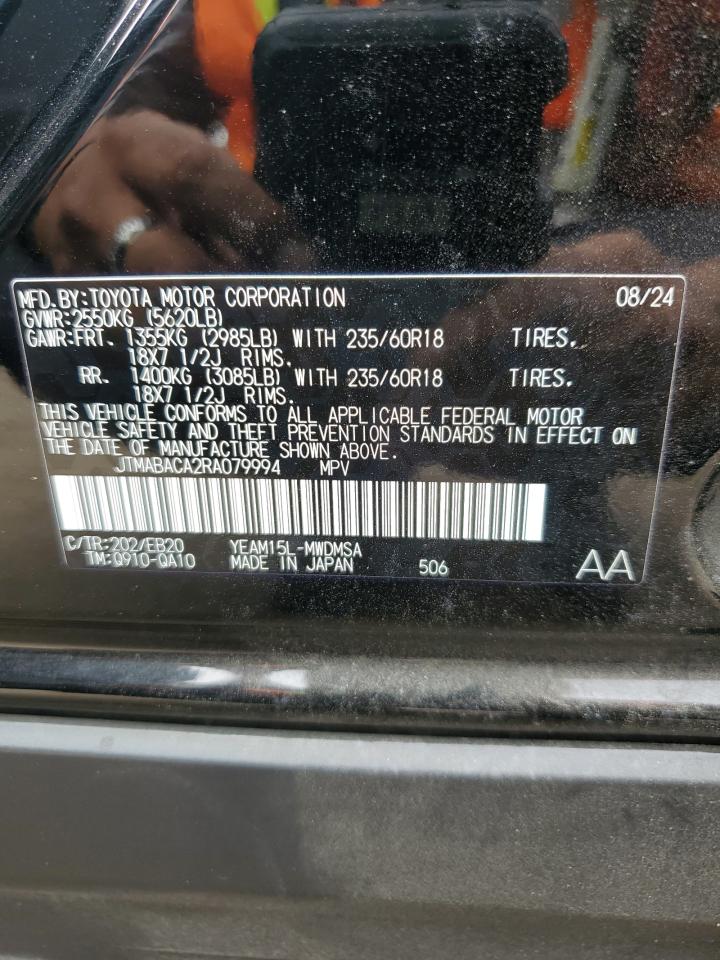 MFD.BY:TOYOTA MOTOR CORPORATION 08/24
GVWR:2550KG (5620LB)
GAWR:FRT. 1355KG (2985LB) WITH 235/60R18 TIRES.
18X7 1/2J RIMS.
RR. 1400KG (3085LB) WITH 235/60R18 TIRES.
18X7 1/2J RIMS.
THIS VEHICLE CONFORMS TO ALL APPLICABLE FEDERAL MOTOR
VEHICLE SAFETY AND THEFT PREVENTION STANDARDS IN EFFECT ON
THE DATE OF MANUFACTURE SHOWN ABOVE.
JTMABACA2RA079994 MPV
C/TR:202/EB20 YEAM15L-MWDMSA
TM:Q910-QA10 MADE IN JAPAN 506 AA